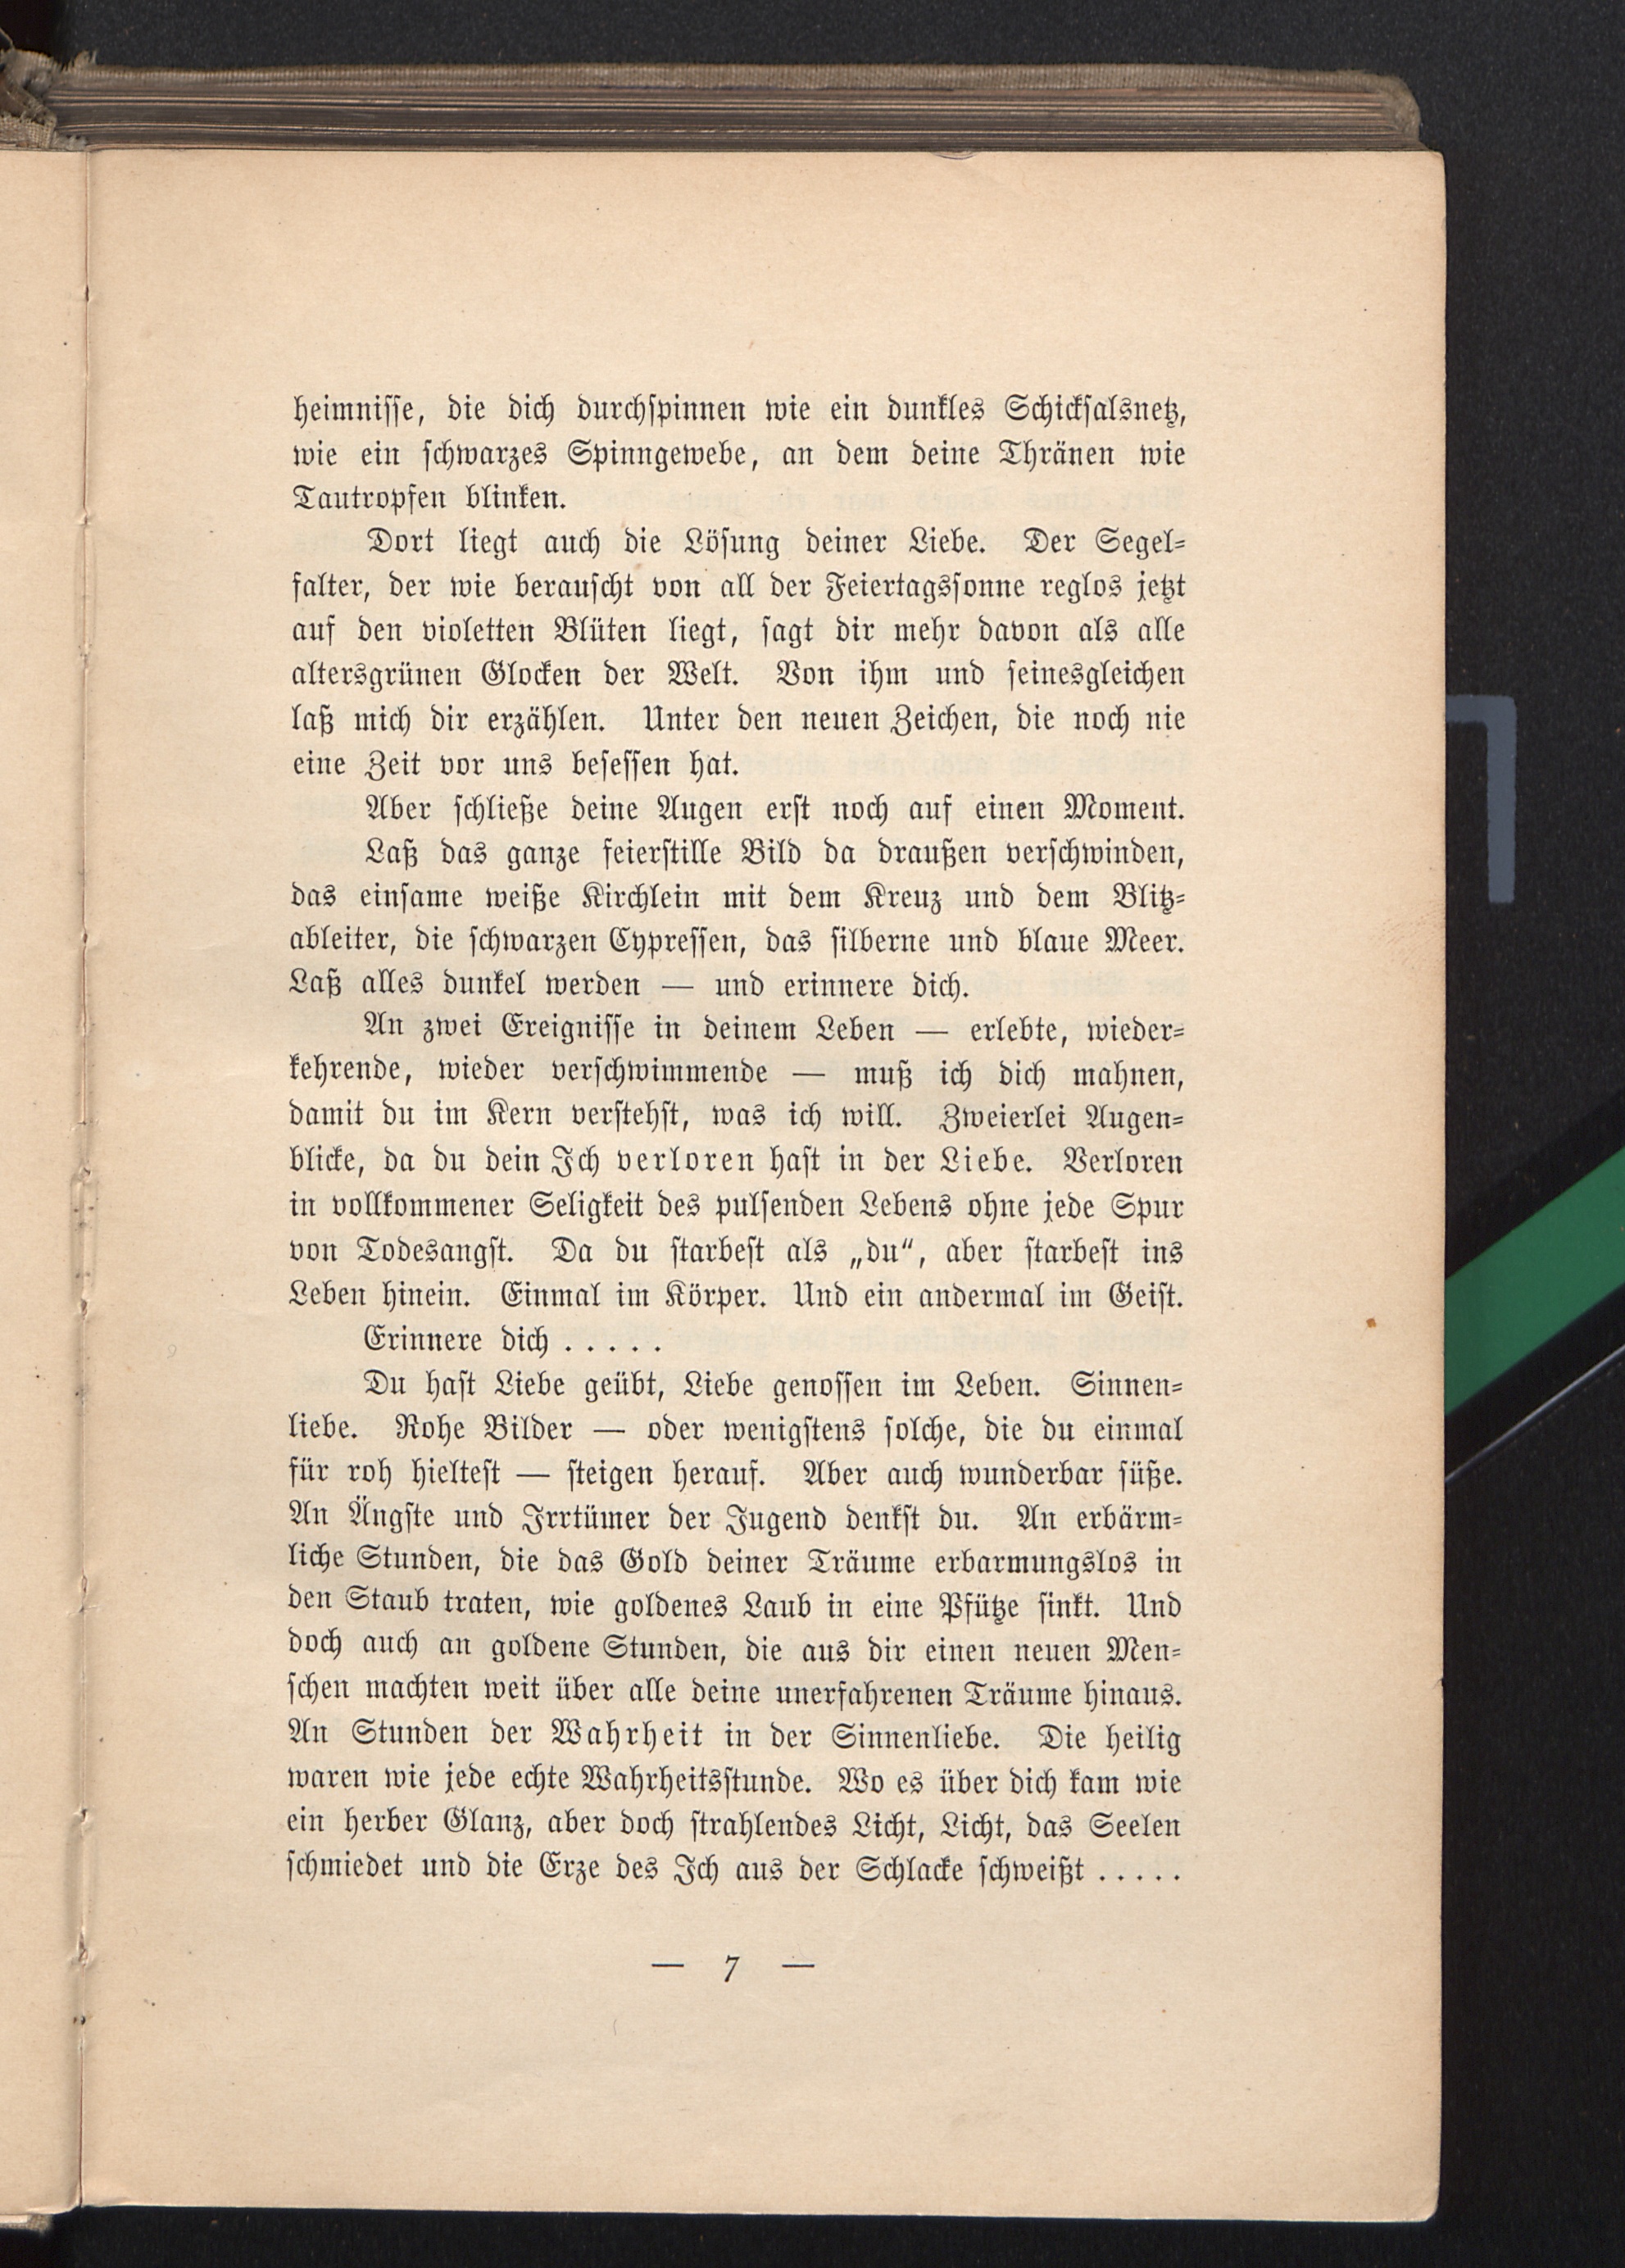 heimnisse, die dich durchspinnen wie ein dunkles Schicksalsnetz,
wie ein schwarzes Spinngewebe, an dem deine Thränen wie
Tautropfen blinken.
Dort liegt auch die Lösung deiner Liebe. Der Segel-
falter, der wie berauscht von all der Feiertagssonne reglos jetzt
auf den violetten Blüten liegt, sagt dir mehr davon als alle
altersgrünen Glocken der Welt. Von ihm und seinesgleichen
laß mich dir erzählen. Unter den neuen Zeichen, die noch nie
eine Zeit vor uns besessen hat.
Aber schließe deine Augen erst noch auf einen Moment.
Laß das ganze feierstille Bild da draußen verschwinden,
das einsame weiße Kirchlein mit dem Kreuz und dem Blitz-
ableiter, die schwarzen Cypressen, das silberne und blaue Meer.
Laß alles dunkel werden — und erinnere dich.
An zwei Ereignisse in deinem Leben — erlebte, wieder-
kehrende, wieder verschwimmende — muß ich dich mahnen,
damit du im Kern verstehst, was ich will. Zweierlei Augen-
blicke, da du dein Ich verloren hast in der Liebe. Verloren
in vollkommener Seligkeit des pulsenden Lebens ohne jede Spur
von Todesangst. Da du starbest als „du“, aber starbest ins
Leben hinein. Einmal im Körper. Und ein andermal im Geist.
Erinnere dich . . . . .
Du hast Liebe geübt, Liebe genossen im Leben. Sinnen-
liebe. Rohe Bilder — oder wenigstens solche, die du einmal
für roh hieltest — steigen herauf. Aber auch wunderbar süße.
An Ängste und Irrtümer der Jugend denkst du. An erbärm-
liche Stunden, die das Gold deiner Träume erbarmungslos in
den Staub traten, wie goldenes Laub in eine Pfütze sinkt. Und
doch auch an goldene Stunden, die aus dir einen neuen Men-
schen machten weit über alle deine unerfahrenen Träume hinaus.
An Stunden der Wahrheit in der Sinnenliebe. Die heilig
waren wie jede echte Wahrheitsstunde. Wo es über dich kam wie
ein herber Glanz, aber doch strahlendes Licht, Licht, das Seelen
schmiedet und die Erze des Ich aus der Schlacke schweißt . . . . .
— 7 —